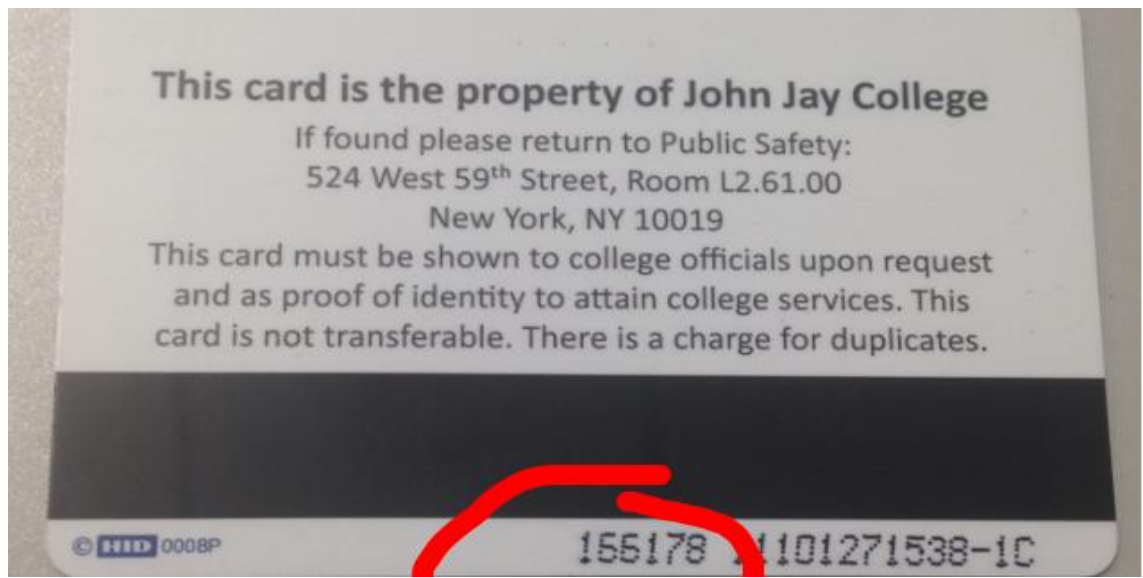 This card is the property of John Jay College
If found please return to Public Safety:
524 West 59th Street, Room L2.61.00
New York, NY 10019
This card must be shown to college officials upon request
and as proof of identity to attain college services. This
card is not transferable. There is a charge for duplicates.
© HID 0008P 155178 11101271538-1C